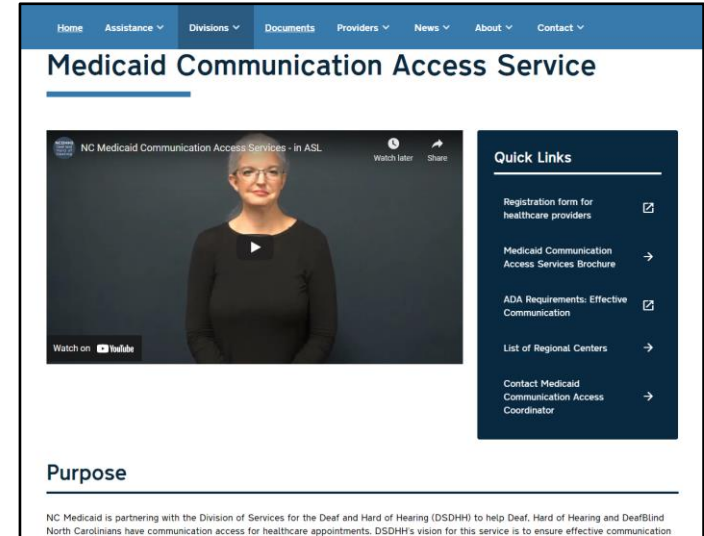 Home Assistance Divisions Documents Providers News About Contact
Medicaid Communication Access Service
NC Medicaid Communication Access Services - in ASL
Watch later Share
Watch on YouTube
Quick Links
Registration form for
healthcare providers
Medicaid Communication
Access Services Brochure
ADA Requirements: Effective
Communication
List of Regional Centers
Contact Medicaid
Communication Access
Coordinator
Purpose
NC Medicaid is partnering with the Division of Services for the Deaf and Hard of Hearing (DSDHH) to help Deaf, Hard of Hearing and DeafBlind
North Carolinians have communication access for healthcare appointments. DSDHH's vision for this service is to ensure effective communication